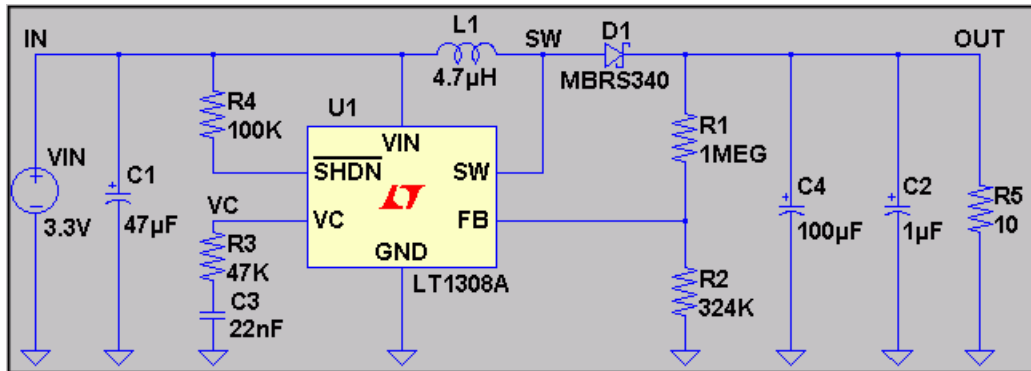 IN
L1
SW
D1
OUT
4.7µH
MBRS340
R4
100K
U1
VIN
SHDN
SW
VC
FB
GND
LT1308A
R1
1MEG
VIN
3.3V
C1
47µF
VC
R3
47K
C3
22nF
R2
324K
C4
100µF
C2
1µF
R5
10